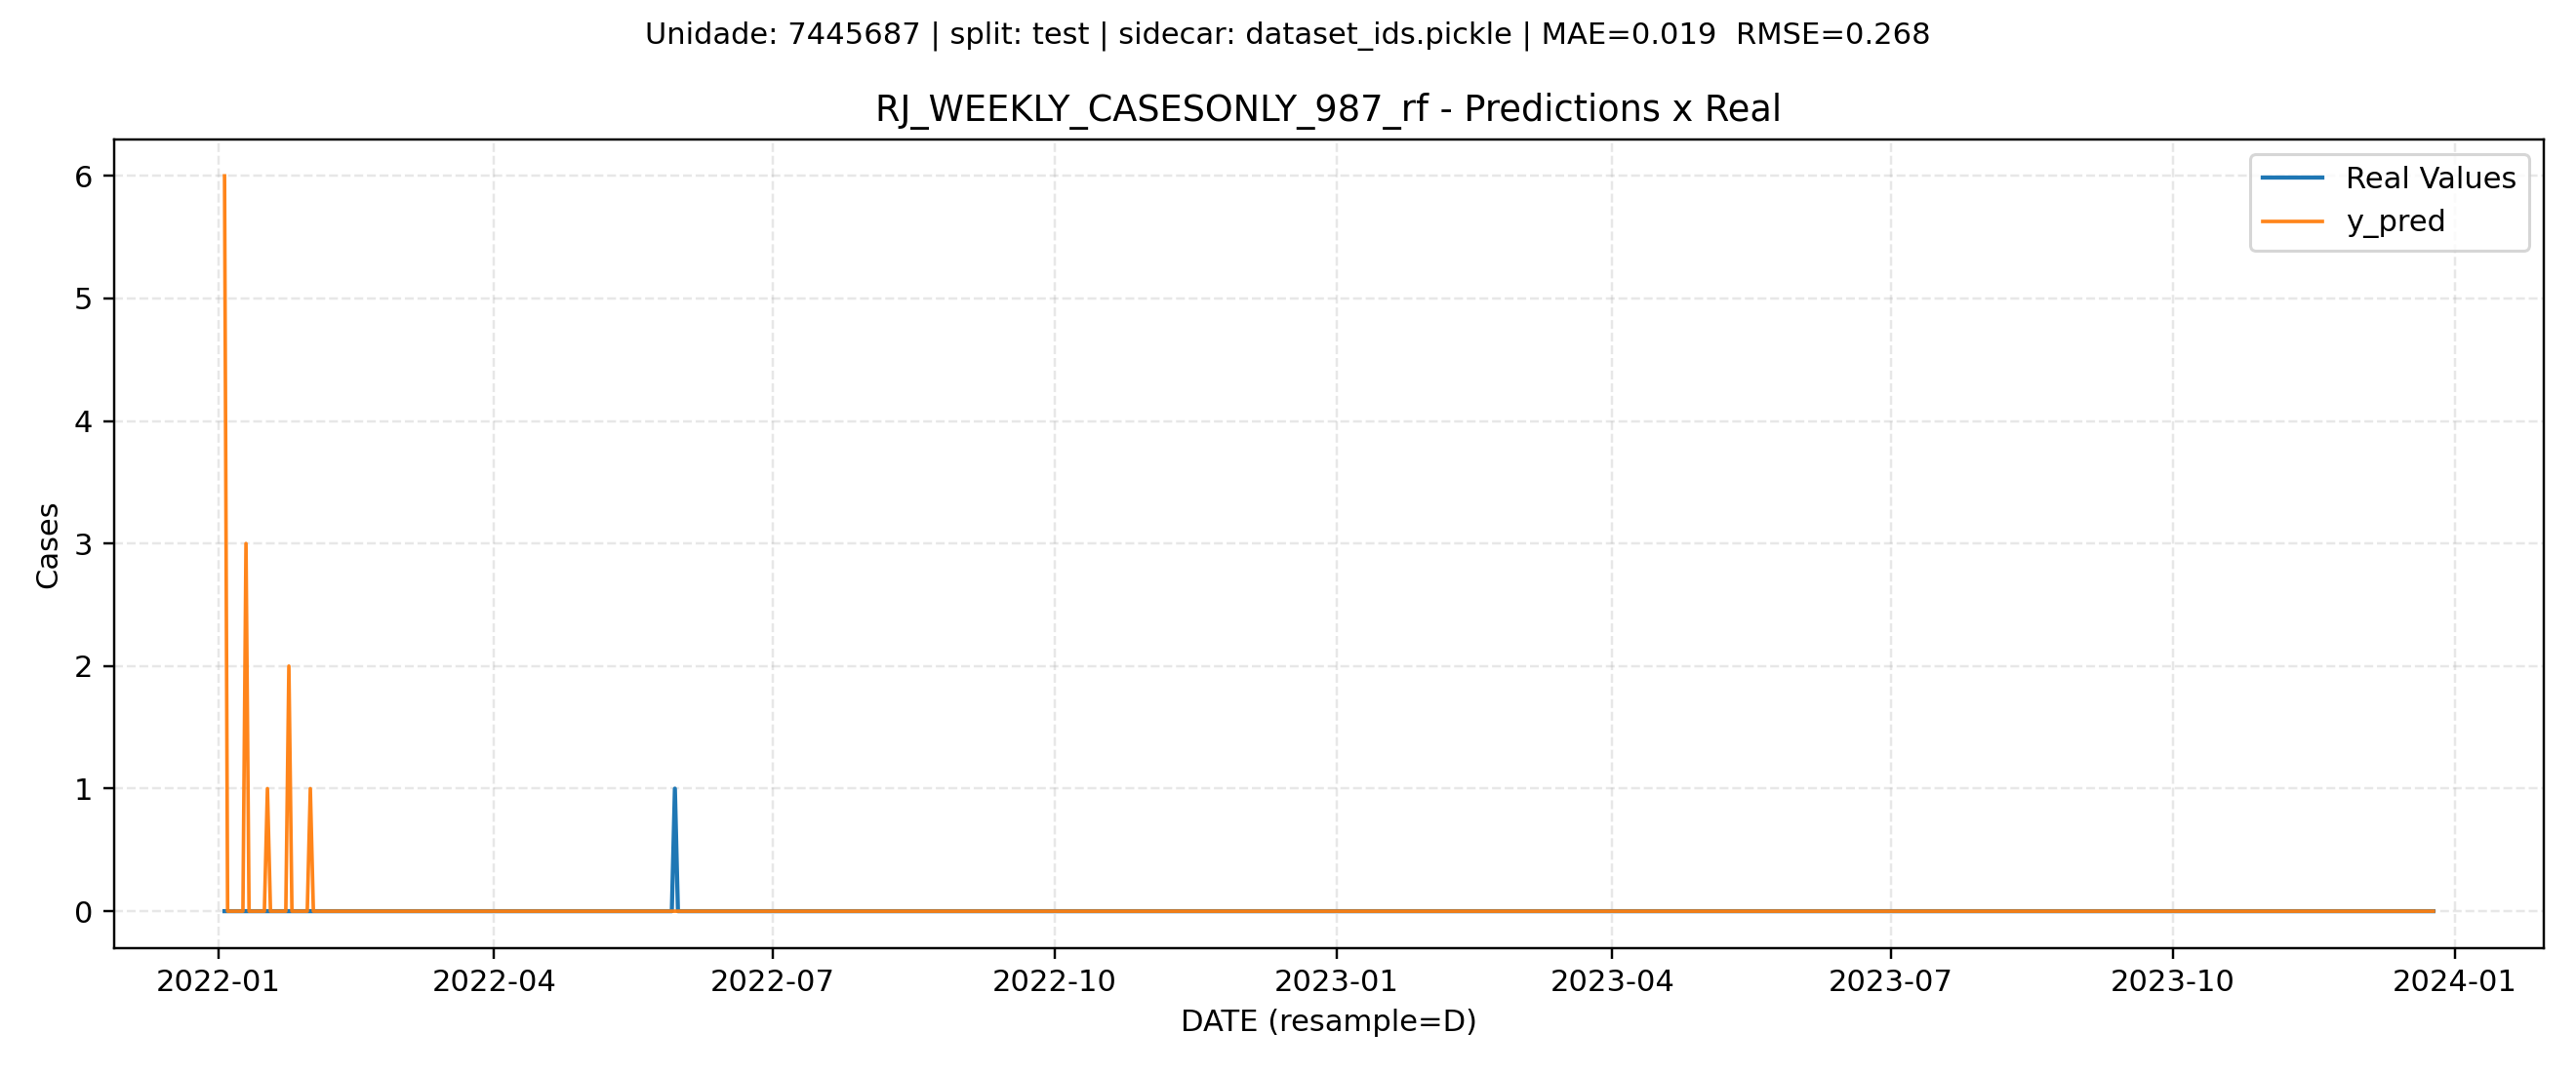 Unidade: 7445687 | split: test | sidecar: dataset_ids.pickle | MAE=0.019  RMSE=0.268
RJ_WEEKLY_CASESONLY_987_rf - Predictions x Real
Real Values
y_pred
6
5
4
3
2
1
0
Cases
2022-01
2022-04
2022-07
2022-10
2023-01
2023-04
2023-07
2023-10
2024-01
DATE (resample=D)